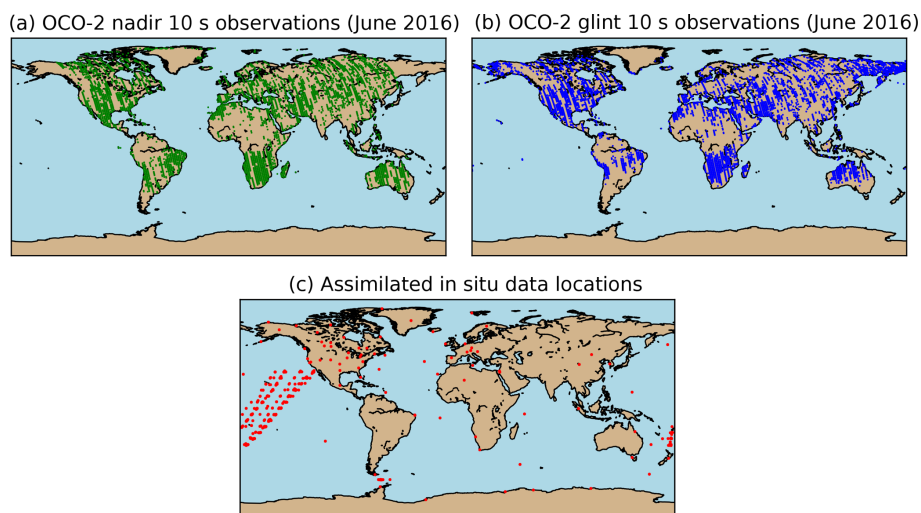 (a) OCO-2 nadir 10 s observations (June 2016)
(b) OCO-2 glint 10 s observations (June 2016)
(c) Assimilated in situ data locations